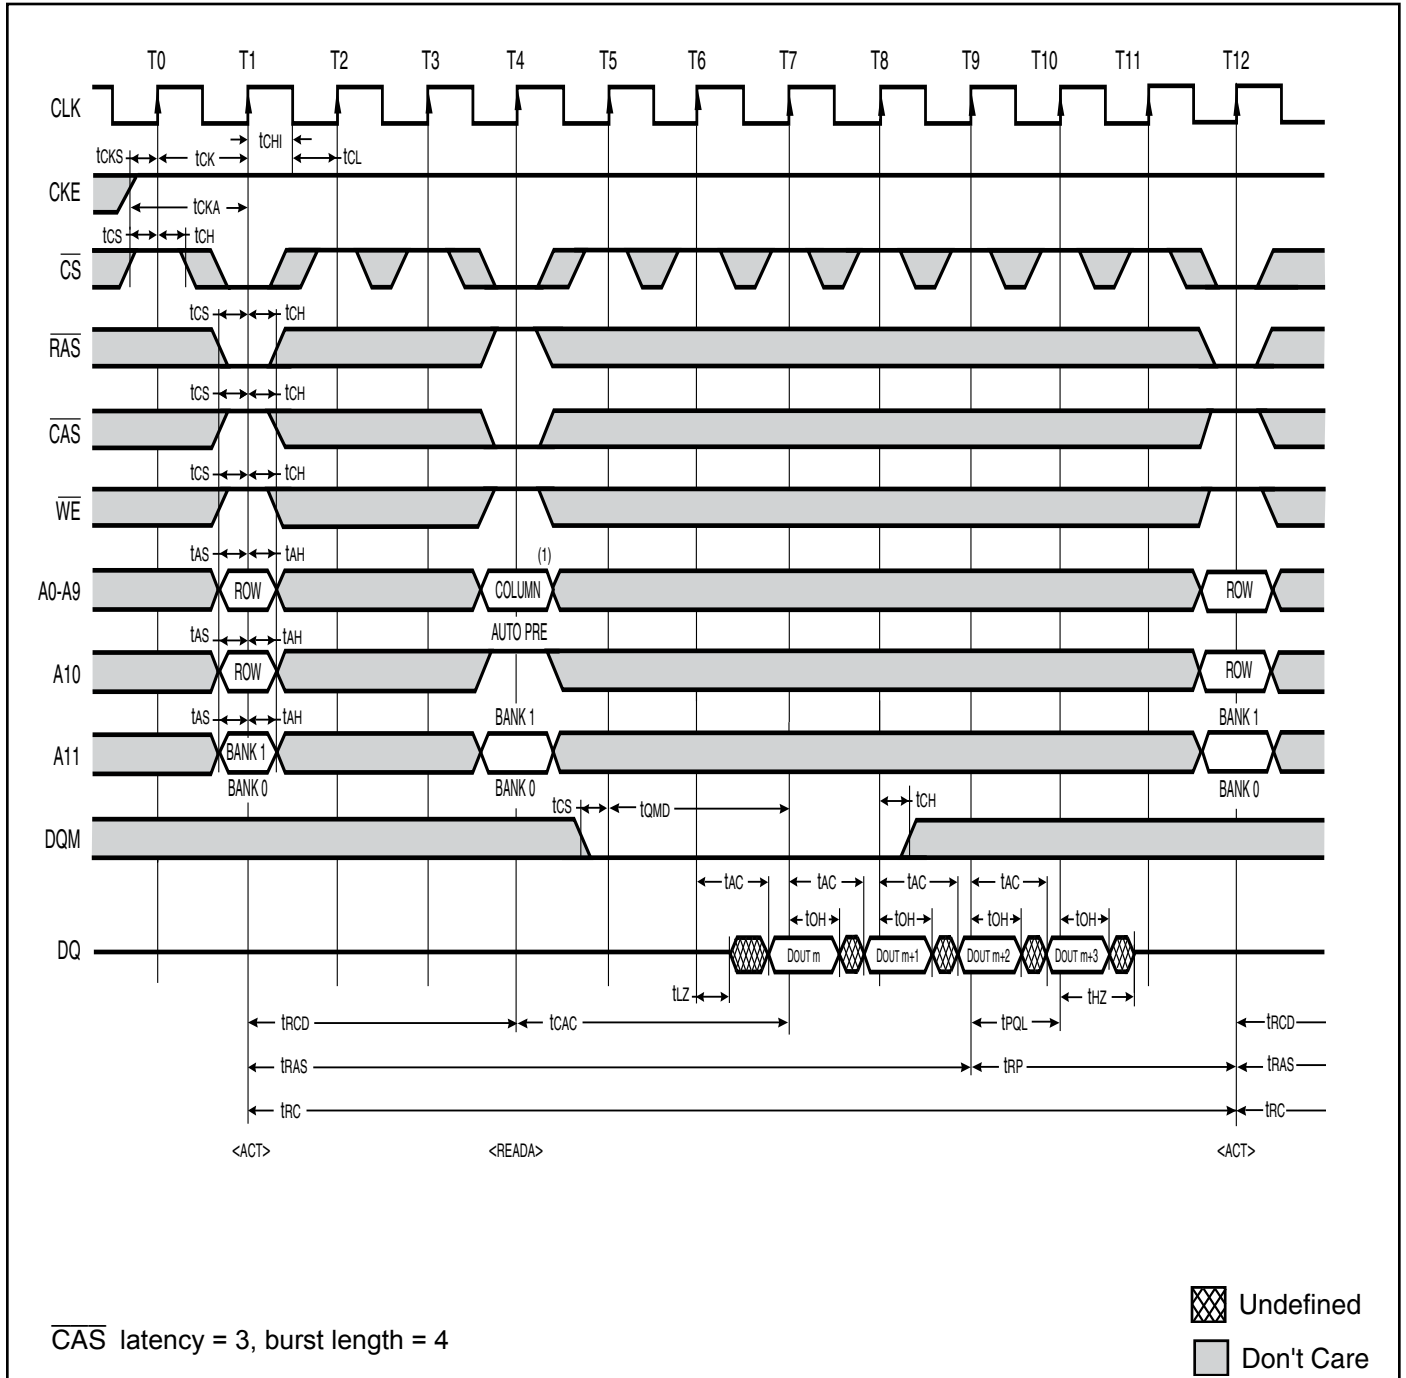 T0 T1 T2 T3 T4 T5 T6 T7 T8 T9 T10 T11 T12
CLK
tCHI
tCKS tCK tCL
CKE
tCKA
tCS tCH
CS
tCS tCH
RAS
tCS tCH
CAS
tCS tCH
WE
tAS tAH (1)
A0-A9 ROW COLUMN ROW
tAS tAH AUTO PRE
A10 ROW ROW
tAS tAH BANK 1 BANK 1
A11 BANK 1
BANK 0 BANK 0 BANK 0
tCS tQMD tCH
DQM
tAC tAC tAC tAC
tOH tOH tOH tOH
DQ DOUT m DOUT m+1 DOUT m+2 DOUT m+3
tLZ tHZ
tRCD tCAC tPQL tRCD
tRAS tRP tRAS
tRC tRC
<ACT> <READA> <ACT>
Undefined
CAS latency = 3, burst length = 4
Don't Care